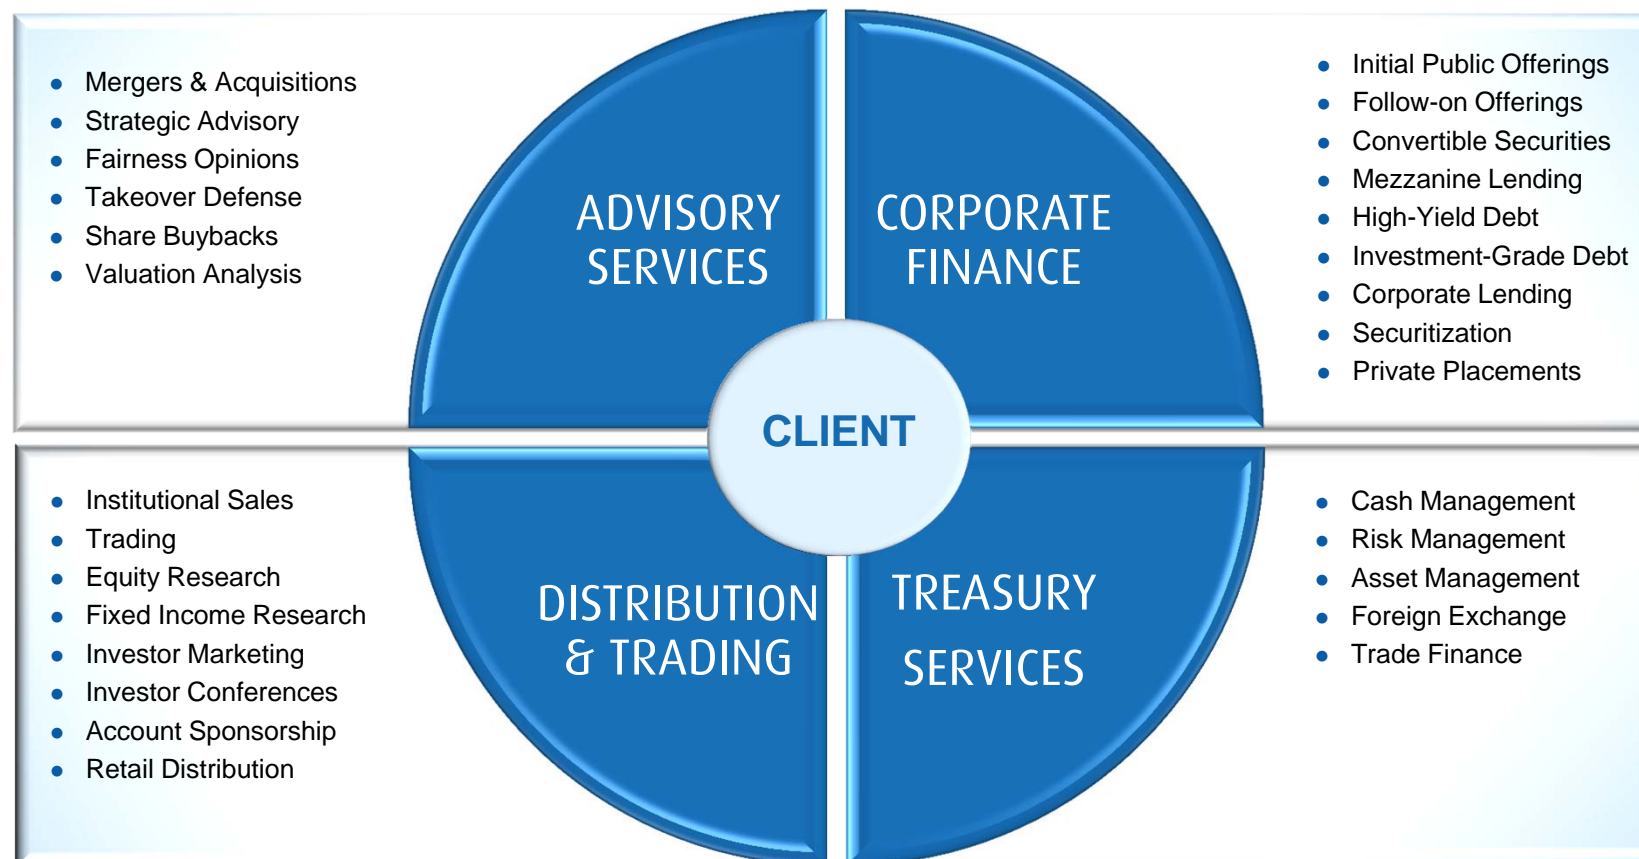 ● Mergers & Acquisitions
● Strategic Advisory
● Fairness Opinions
● Takeover Defense
● Share Buybacks
● Valuation Analysis
ADVISORY
SERVICES
CORPORATE
FINANCE
● Initial Public Offerings
● Follow-on Offerings
● Convertible Securities
● Mezzanine Lending
● High-Yield Debt
● Investment-Grade Debt
● Corporate Lending
● Securitization
● Private Placements
CLIENT
● Institutional Sales
● Trading
● Equity Research
● Fixed Income Research
● Investor Marketing
● Investor Conferences
● Account Sponsorship
● Retail Distribution
DISTRIBUTION
& TRADING
TREASURY
SERVICES
● Cash Management
● Risk Management
● Asset Management
● Foreign Exchange
● Trade Finance